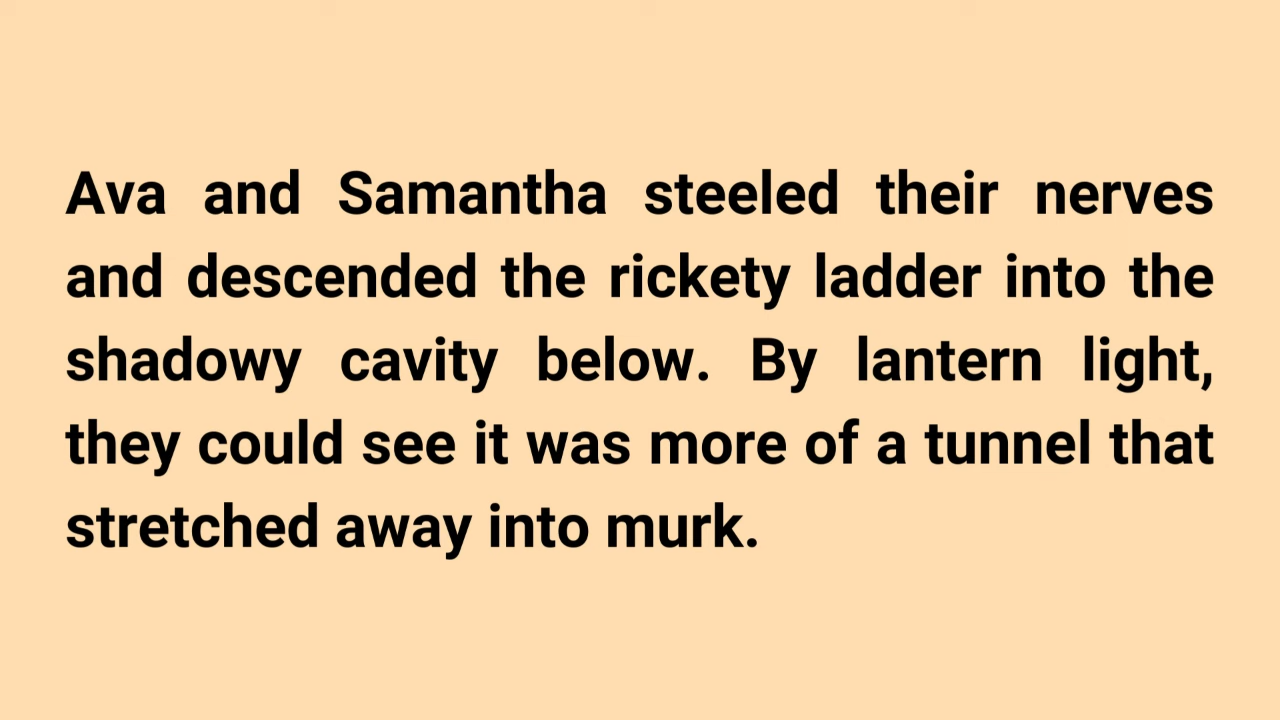 Ava and Samantha steeled their nerves
and descended the rickety ladder into the
shadowy cavity below. By lantern light,
they could see it was more of a tunnel that
stretched away into murk.